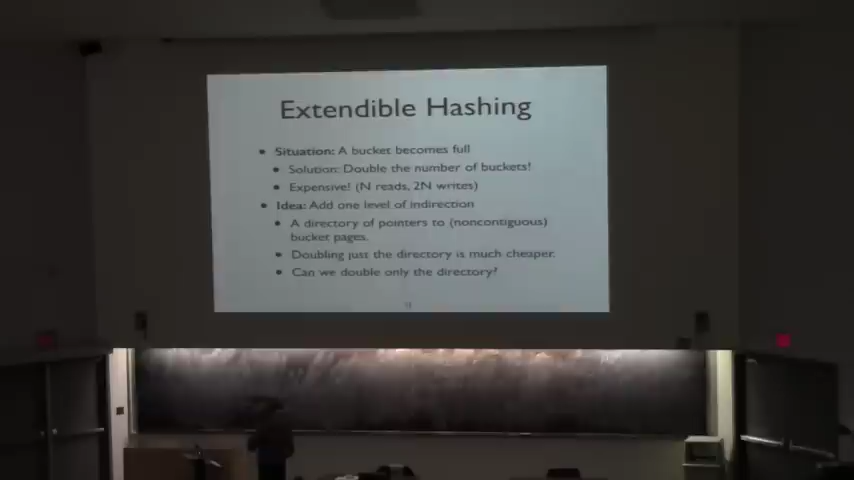 Extendible Hashing
• Situation: A bucket becomes full
• Solution: Double the number of buckets!
• Expensive! (N reads, 2N writes)
• Idea: Add one level of indirection
• A directory of pointers to (noncontiguous)
bucket pages.
• Doubling just the directory is much cheaper.
• Can we double only the directory?